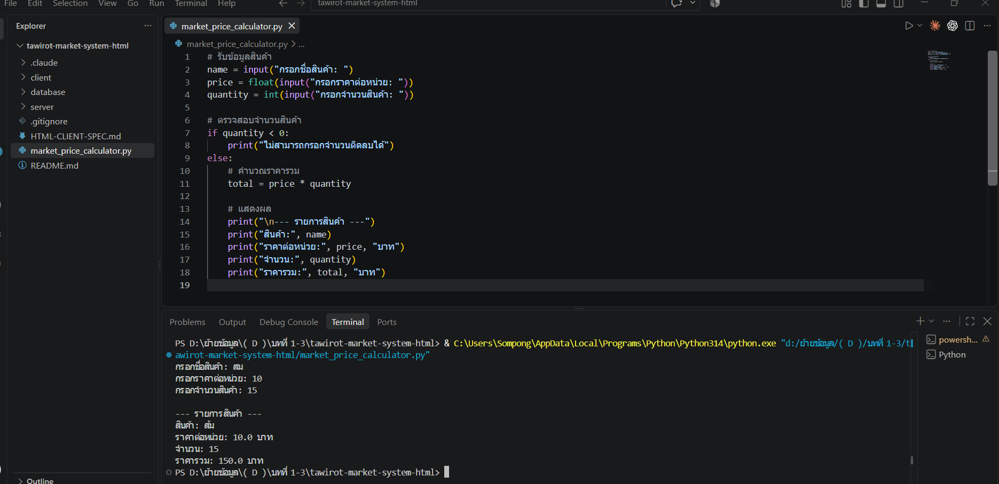 File Edit Selection View Go Run Terminal Help
tawirot-market-system-html
Explorer
tawirot-market-system-html
.claude
client
database
server
.gitignore
HTML-CLIENT-SPEC.md
market_price_calculator.py
README.md
Outline
market_price_calculator.py
market_price_calculator.py > ...
1 # รับข้อมูลสินค้า
2 name = input("กรอกชื่อสินค้า: ")
3 price = float(input("กรอกราคาต่อหน่วย: "))
4 quantity = int(input("กรอกจำนวนสินค้า: "))
5
6 # ตรวจสอบจำนวนสินค้า
7 if quantity < 0:
8 print("ไม่สามารถกรอกจำนวนติดลบได้")
9 else:
10 # คำนวณราคารวม
11 total = price * quantity
12
13 # แสดงผล
14 print("\n--- รายการสินค้า ---")
15 print("สินค้า:", name)
16 print("ราคาต่อหน่วย:", price, "บาท")
17 print("จำนวน:", quantity)
18 print("ราคารวม:", total, "บาท")
19
Problems Output Debug Console Terminal Ports
PS D:\ย้ายข้อมูล\( D )\บทที่ 1-3\tawirot-market-system-html> & C:\Users\Sompong\AppData\Local\Programs\Python\Python314\python.exe "d:/ย้ายข้อมูล/( D )/บทที่ 1-3/t
awirot-market-system-html/market_price_calculator.py"
กรอกชื่อสินค้า: สม
กรอกราคาต่อหน่วย: 10
กรอกจำนวนสินค้า: 15
--- รายการสินค้า ---
สินค้า: ส้ม
ราคาต่อหน่วย: 10.0 บาท
จำนวน: 15
ราคารวม: 150.0 บาท
PS D:\ย้ายข้อมูล\( D )\บทที่ 1-3\tawirot-market-system-html>
powersh...
Python